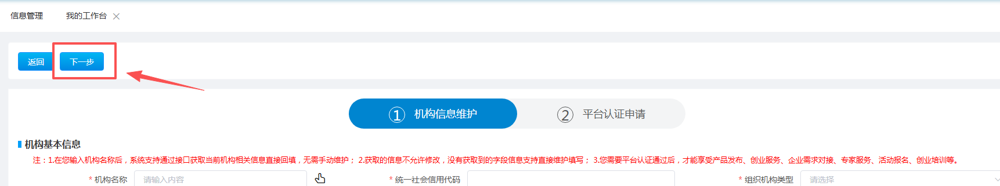 信息管理 我的工作台
返回 下一步
① 机构信息维护 ② 平台认证申请
机构基本信息
注：1.在您输入机构名称后，系统支持通过接口获取当前机构相关信息直接回填，无需手动维护； 2.获取的信息不允许修改，没有获取到的字段信息支持直接维护填写； 3.您需要平台认证通过后，才能享受产品发布、创业服务、企业需求对接、专家服务、活动报名、创业培训等。
* 机构名称 请输入内容 * 统一社会信用代码 * 组织机构类型 请选择